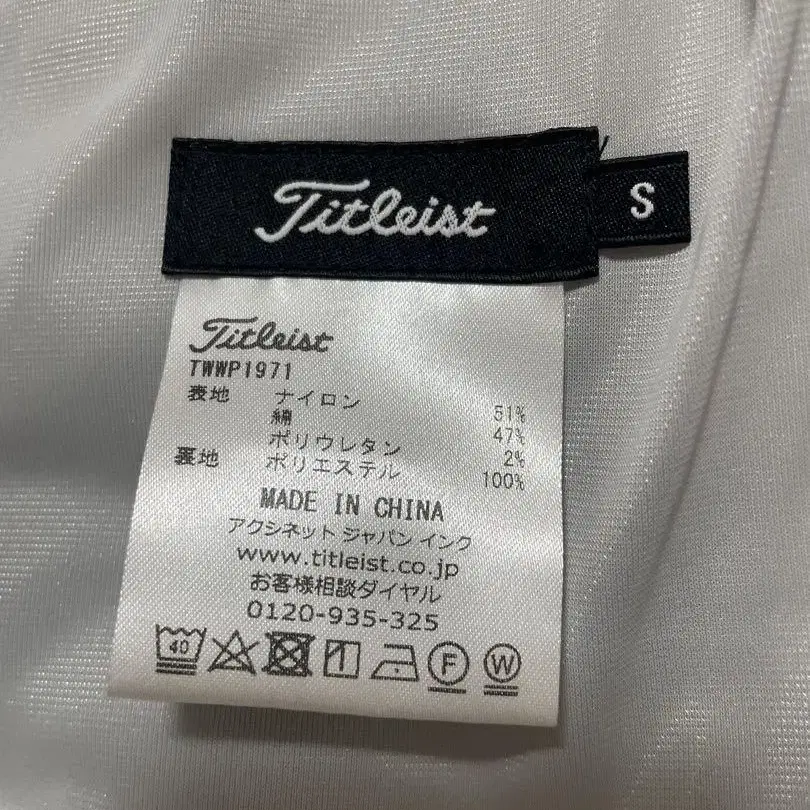 Titleist
S
Titleist
TWWP1971
表地 ナイロン 51%
綿 47%
ポリウレタン 2%
裏地 ポリエステル 100%
MADE IN CHINA
アクシネット ジャパン インク
www.titleist.co.jp
お客様相談ダイヤル
0120-935-325
40 F W